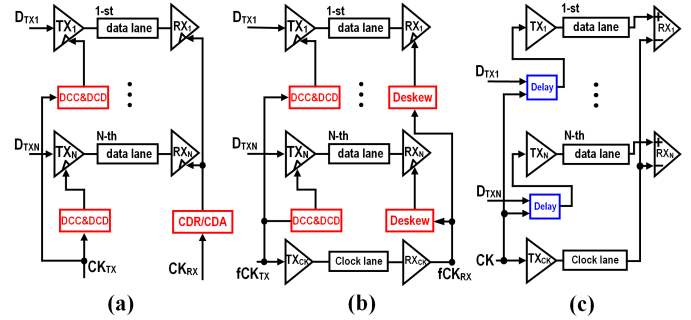 DTX1
TX1
1-st
data lane
RX1
DCC&DCD
DTXN
TXN
N-th
data lane
RXN
DCC&DCD
CDR/CDA
CKTX
CKRX
(a)
DTX1
TX1
1-st
data lane
RX1
DCC&DCD
Deskew
DTXN
TXN
N-th
data lane
RXN
DCC&DCD
Deskew
TXCK
Clock lane
RXCK
fCKTX
fCKRX
(b)
1-st
TX1
data lane
+
−
RX1
DTX1
Delay
N-th
TXN
data lane
+
−
RXN
DTXN
Delay
CK
TXCK
Clock lane
(c)